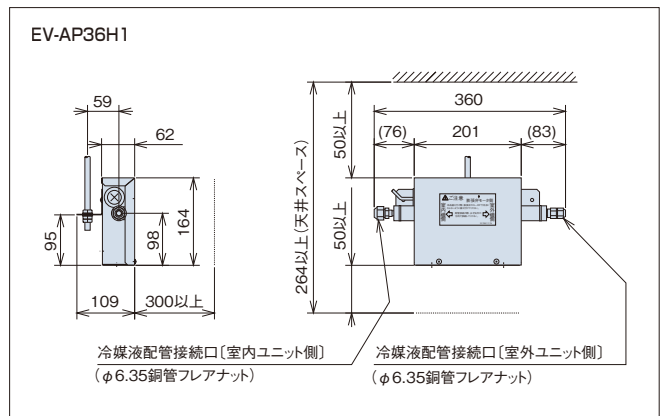 EV-AP36H1
59
62
95
98
164
109
300以上
264以上(天井スペース)
50以上
50以上
360
(76)
201
(83)
冷媒液配管接続口〔室内ユニット側〕
(φ6.35銅管フレアナット)
冷媒液配管接続口〔室外ユニット側〕
(φ6.35銅管フレアナット)